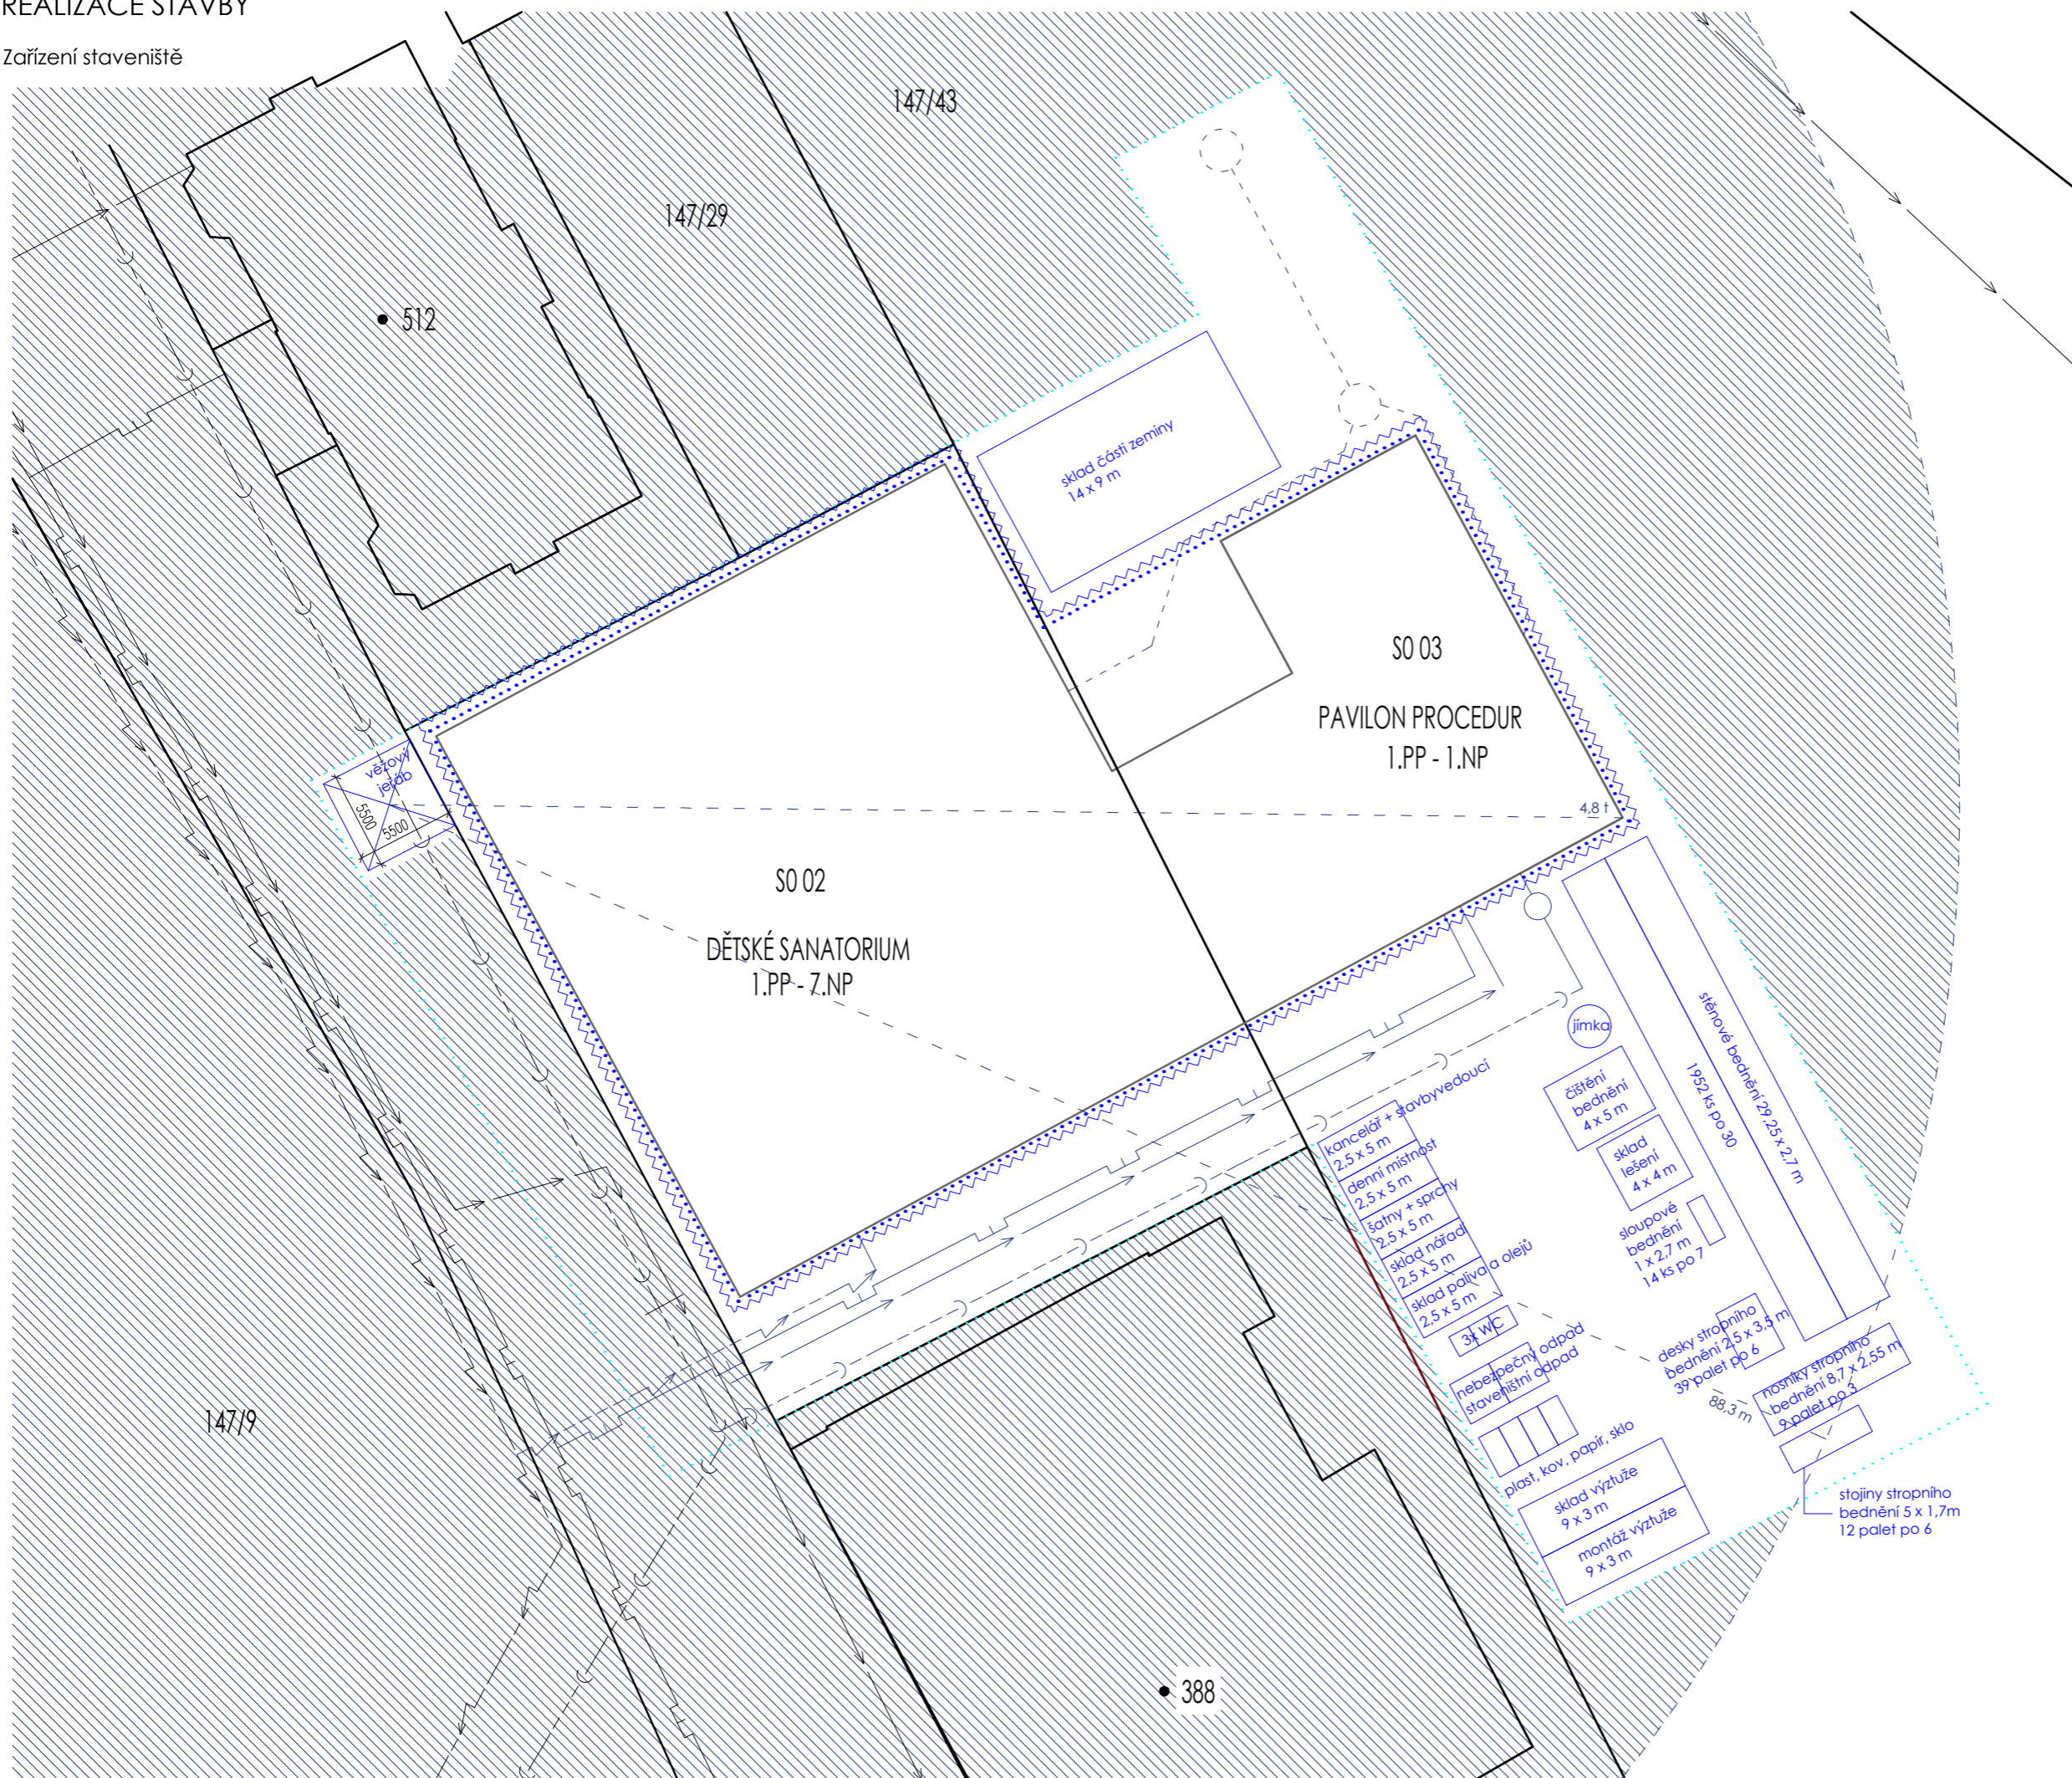 REALIZACE STAVBY
Zařízení staveniště
147/43
147/29
512
sklad části zeminy
14 x 9 m
S0 03
PAVILON PROCEDUR
1.PP - 1.NP
věžový
jeřáb
5500
5500
4,8 t
S0 02
DĚTSKÉ SANATORIUM
1.PP - 7.NP
jímka
stěnové bednění 29,25 x 2,7 m
1952 ks po 30
čištění
bednění
4 x 5 m
sklad
lešení
4 x 4 m
sloupové
bednění
1 x 2,7 m
14 ks po 7
kancelář + stavbyvedoucí
2,5 x 5 m
denní místnost
2,5 x 5 m
šatny + sprchy
2,5 x 5 m
sklad nářadí
2,5 x 5 m
sklad paliva a olejů
2,5 x 5 m
3x WC
nebezpečný odpad
staveništní odpad
plast, kov, papír, sklo
desky stropního
bednění 2,5 x 3,5 m
39 palet po 6
88,3 m
nosníky stropního
bednění 8,7 x 2,55 m
9 palet po 3
stojiny stropního
bednění 5 x 1,7m
12 palet po 6
sklad výztuže
9 x 3 m
montáž výztuže
9 x 3 m
147/9
388